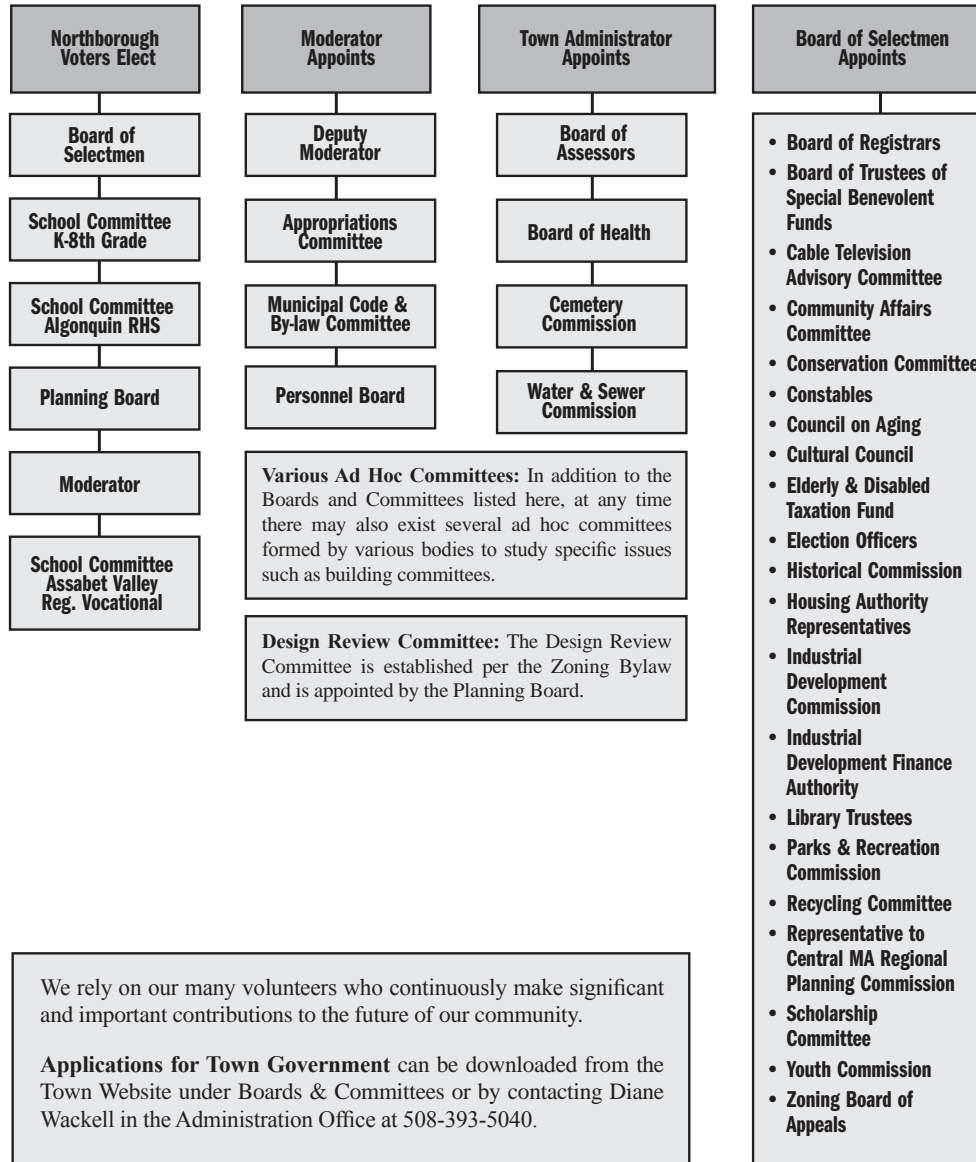 Northborough
Voters Elect
Board of
Selectmen
School Committee
K-8th Grade
School Committee
Algonquin RHS
Planning Board
Moderator
School Committee
Assabet Valley
Reg. Vocational
Moderator
Appoints
Deputy
Moderator
Appropriations
Committee
Municipal Code &
By-law Committee
Personnel Board
Town Administrator
Appoints
Board of
Assessors
Board of Health
Cemetery
Commission
Water & Sewer
Commission
Various Ad Hoc Committees: In addition to the
Boards and Committees listed here, at any time
there may also exist several ad hoc committees
formed by various bodies to study specific issues
such as building committees.
Design Review Committee: The Design Review
Committee is established per the Zoning Bylaw
and is appointed by the Planning Board.
Board of Selectmen
Appoints
• Board of Registrars
• Board of Trustees of
Special Benevolent
Funds
• Cable Television
Advisory Committee
• Community Affairs
Committee
• Conservation Committee
• Constables
• Council on Aging
• Cultural Council
• Elderly & Disabled
Taxation Fund
• Election Officers
• Historical Commission
• Housing Authority
Representatives
• Industrial
Development
Commission
• Industrial
Development Finance
Authority
• Library Trustees
• Parks & Recreation
Commission
• Recycling Committee
• Representative to
Central MA Regional
Planning Commission
• Scholarship
Committee
• Youth Commission
• Zoning Board of
Appeals
We rely on our many volunteers who continuously make significant
and important contributions to the future of our community.
Applications for Town Government can be downloaded from the
Town Website under Boards & Committees or by contacting Diane
Wackell in the Administration Office at 508-393-5040.